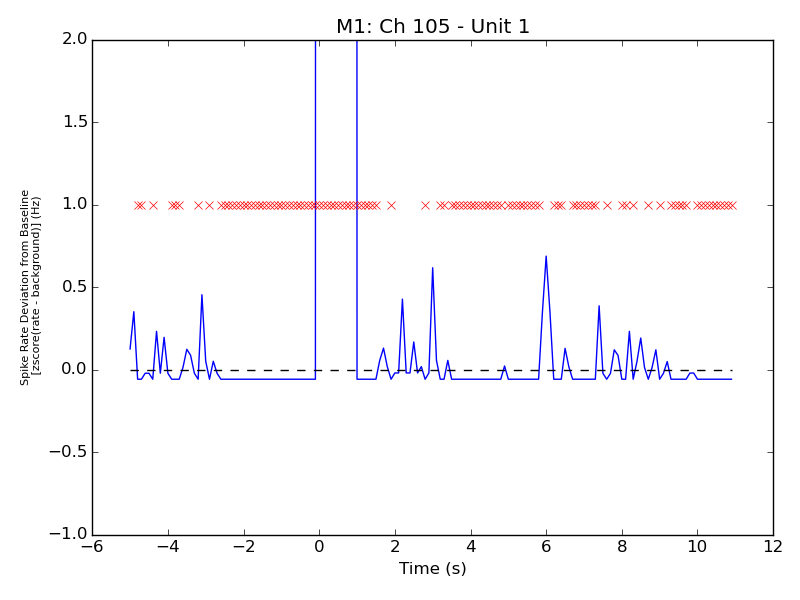 M1: Ch 105 - Unit 1
2.0
1.5
1.0
0.5
0.0
−0.5
−1.0
Spike Rate Deviation from Baseline
[zscore(rate - background)] (Hz)
−6 −4 −2 0 2 4 6 8 10 12
Time (s)